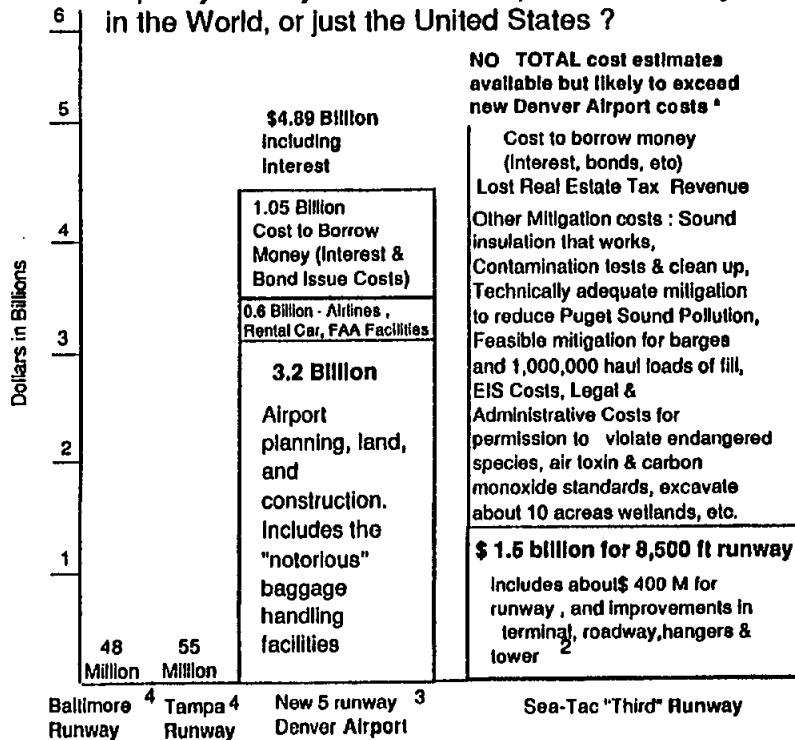 in the World, or just the United States ?
6
5
4
3
2
1
Dollars in Billions
48
Million
55
Million
$4.89 Billion
Including
Interest
1.05 Billion
Cost to Borrow
Money (Interest &
Bond Issue Costs)
0.6 Billion - Airlines ,
Rental Car, FAA Facilities
3.2 Billion
Airport
planning, land,
and
construction.
Includes the
"notorious"
baggage
handling
facilities
NO TOTAL cost estimates
available but likely to exceed
new Denver Airport costs
Cost to borrow money
(Interest, bonds, etc)
Lost Real Estate Tax Revenue
Other Mitigation costs : Sound
insulation that works,
Contamination tests & clean up,
Technically adequate mitigation
to reduce Puget Sound Pollution,
Feasible mitigation for barges
and 1,000,000 haul loads of fill,
EIS Costs, Legal &
Administrative Costs for
permission to violate endangered
species, air toxin & carbon
monoxide standards, excavate
about 10 acreas wetlands, etc.
$ 1.5 billion for 8,500 ft runway
Includes about$ 400 M for
runway , and improvements in
terminal, roadway,hangers &
tower 2
Baltimore 4
Runway
Tampa 4
Runway
New 5 runway 3
Denver Airport
Sea-Tac "Third" Runway